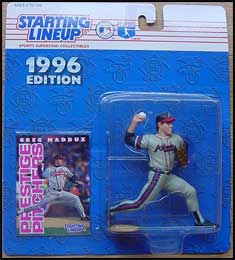 STARTING
LINEUP
SPORTS SUPERSTAR COLLECTIBLES
1996
EDITION
GREG MADDUX
PRESTIGE
PITCHERS